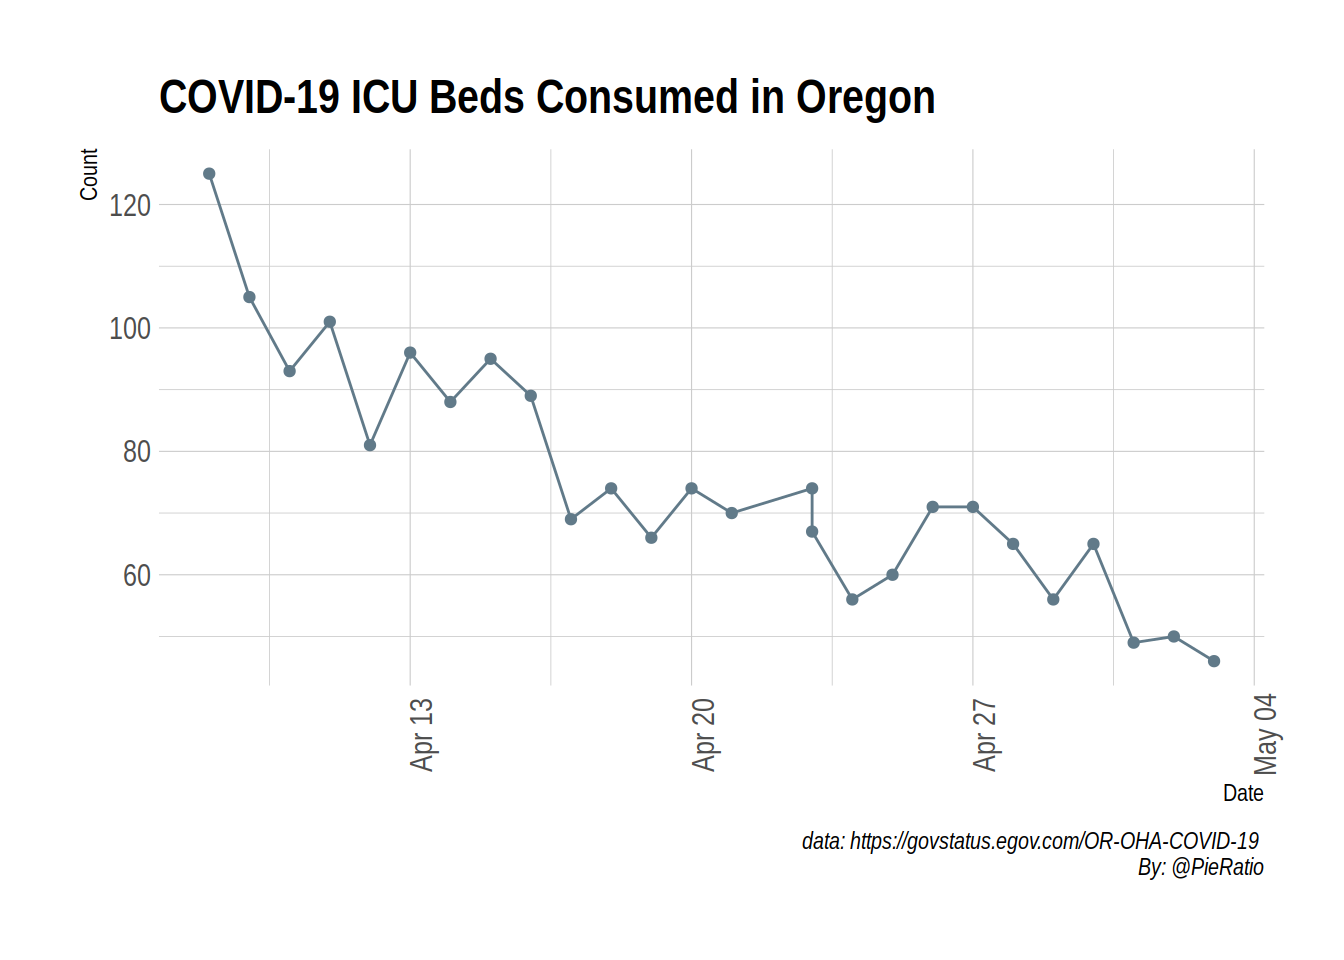 COVID-19 ICU Beds Consumed in Oregon
Count
120
100
80
60
Apr 13
Apr 20
Apr 27
May 04
Date
data: https://govstatus.egov.com/OR-OHA-COVID-19
By: @PieRatio